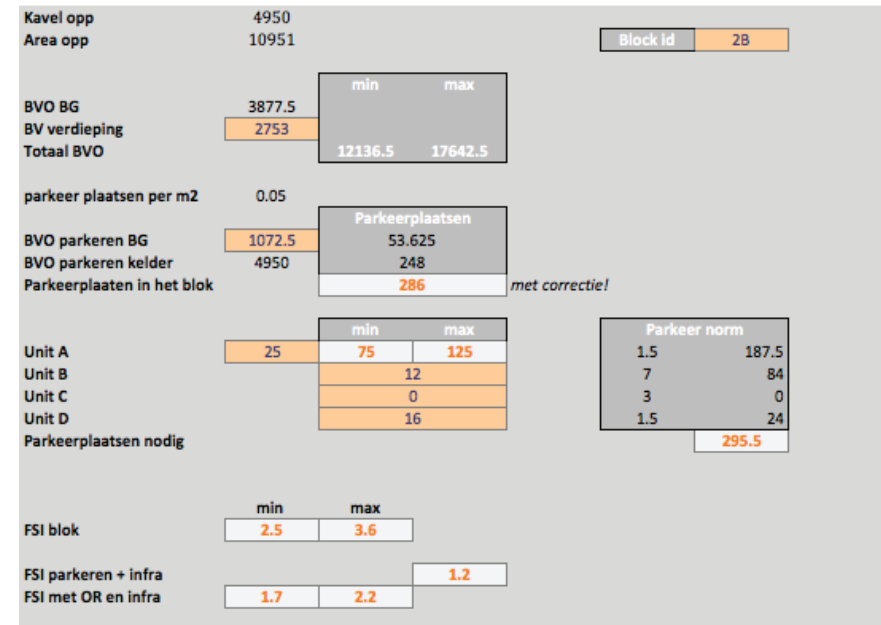 Kavel opp 4950
Area opp 10951 Block id 2B
min max
BVO BG 3877.5
BV verdieping 2753
Totaal BVO 12136.5 17642.5
parkeer plaatsen per m2 0.05
Parkeerplaatsen
BVO parkeren BG 1072.5 53.625
BVO parkeren kelder 4950 248
Parkeerplaaten in het blok 286 met correctie!
min max Parkeer norm
Unit A 25 75 125 1.5 187.5
Unit B 12 7 84
Unit C 0 3 0
Unit D 16 1.5 24
Parkeerplaatsen nodig 295.5
min max
FSI blok 2.5 3.6
FSI parkeren + infra 1.2
FSI met OR en infra 1.7 2.2